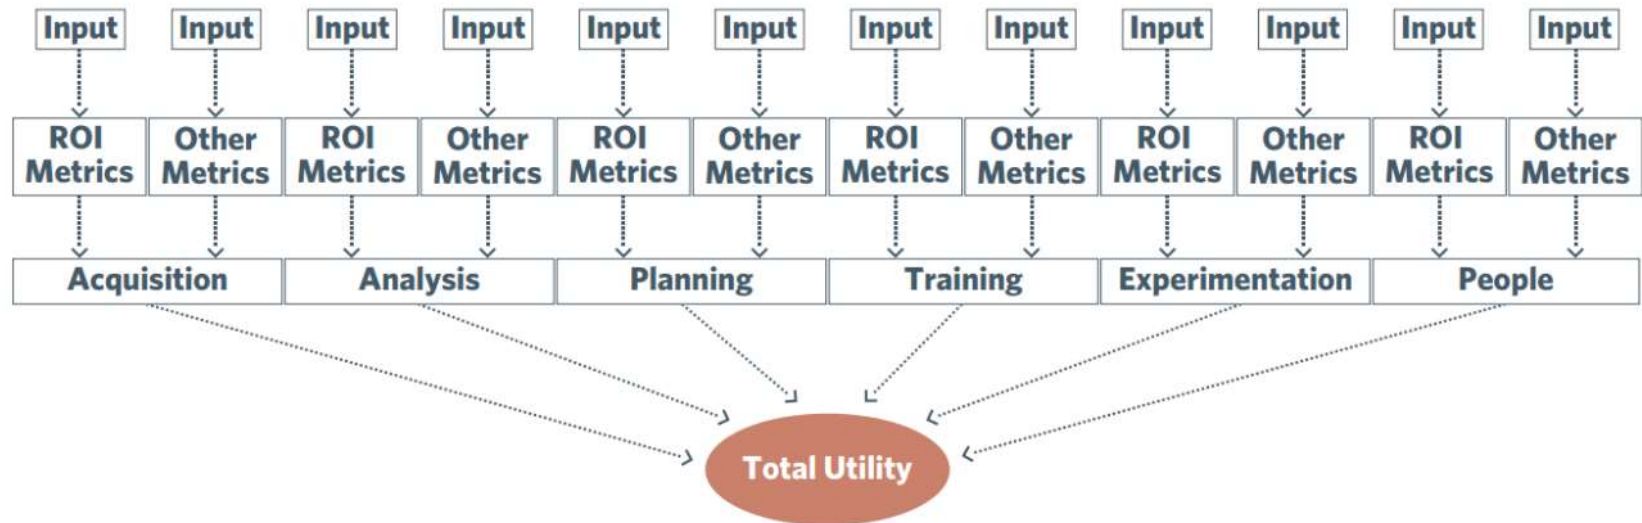 Input Input Input Input Input Input Input Input Input Input Input Input
ROI Other ROI Other ROI Other ROI Other ROI Other ROI Other
Metrics Metrics Metrics Metrics Metrics Metrics Metrics Metrics Metrics Metrics Metrics Metrics
Acquisition Analysis Planning Training Experimentation People
Total Utility